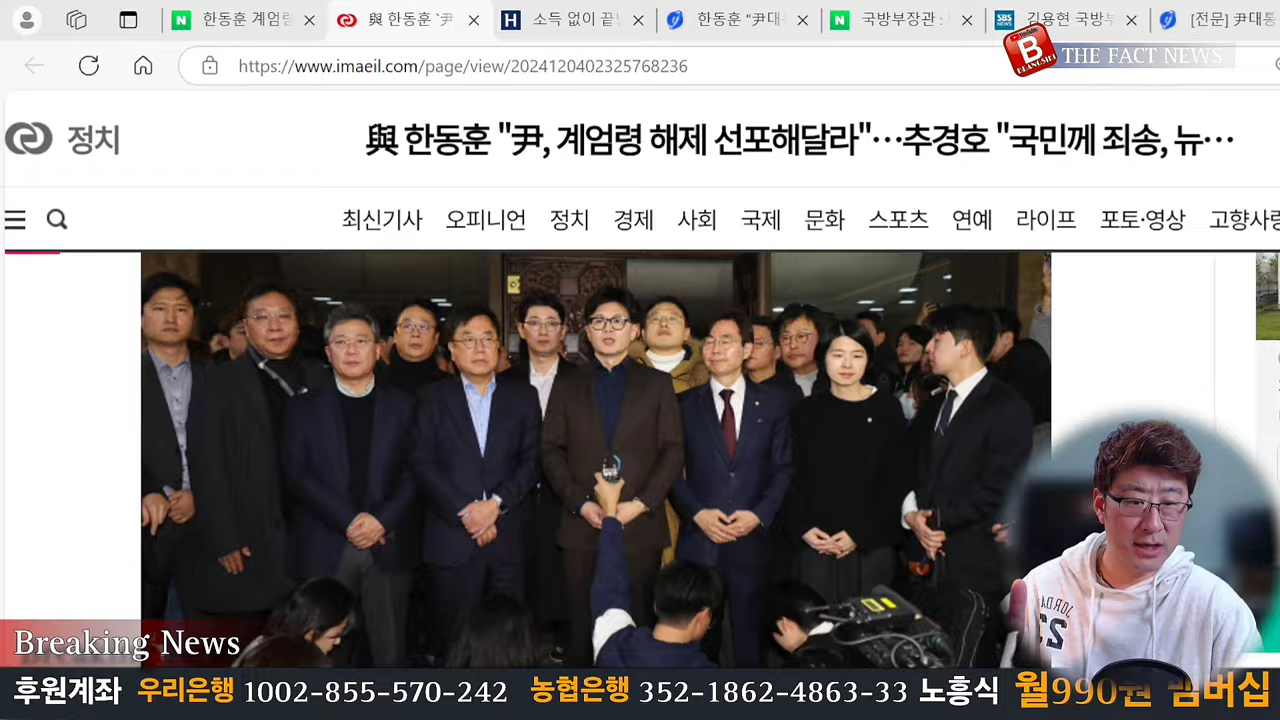 한동훈 계엄령
與 한동훈 `尹
소득 없이 끝
한동훈 "尹대
국방부장관
SBS NEWS
김용현 국방부
[전문] 尹대통
https://www.imaeil.com/page/view/2024120402325768236
B
THE FACT NEWS
정치
與 한동훈 "尹, 계엄령 해제 선포해달라"…추경호 "국민께 죄송, 뉴…
최신기사 오피니언 정치 경제 사회 국제 문화 스포츠 연예 라이프 포토·영상 고향사랑
Breaking News
후원계좌 우리은행 1002-855-570-242 농협은행 352-1862-4863-33 노흥식 월990원 멤버십